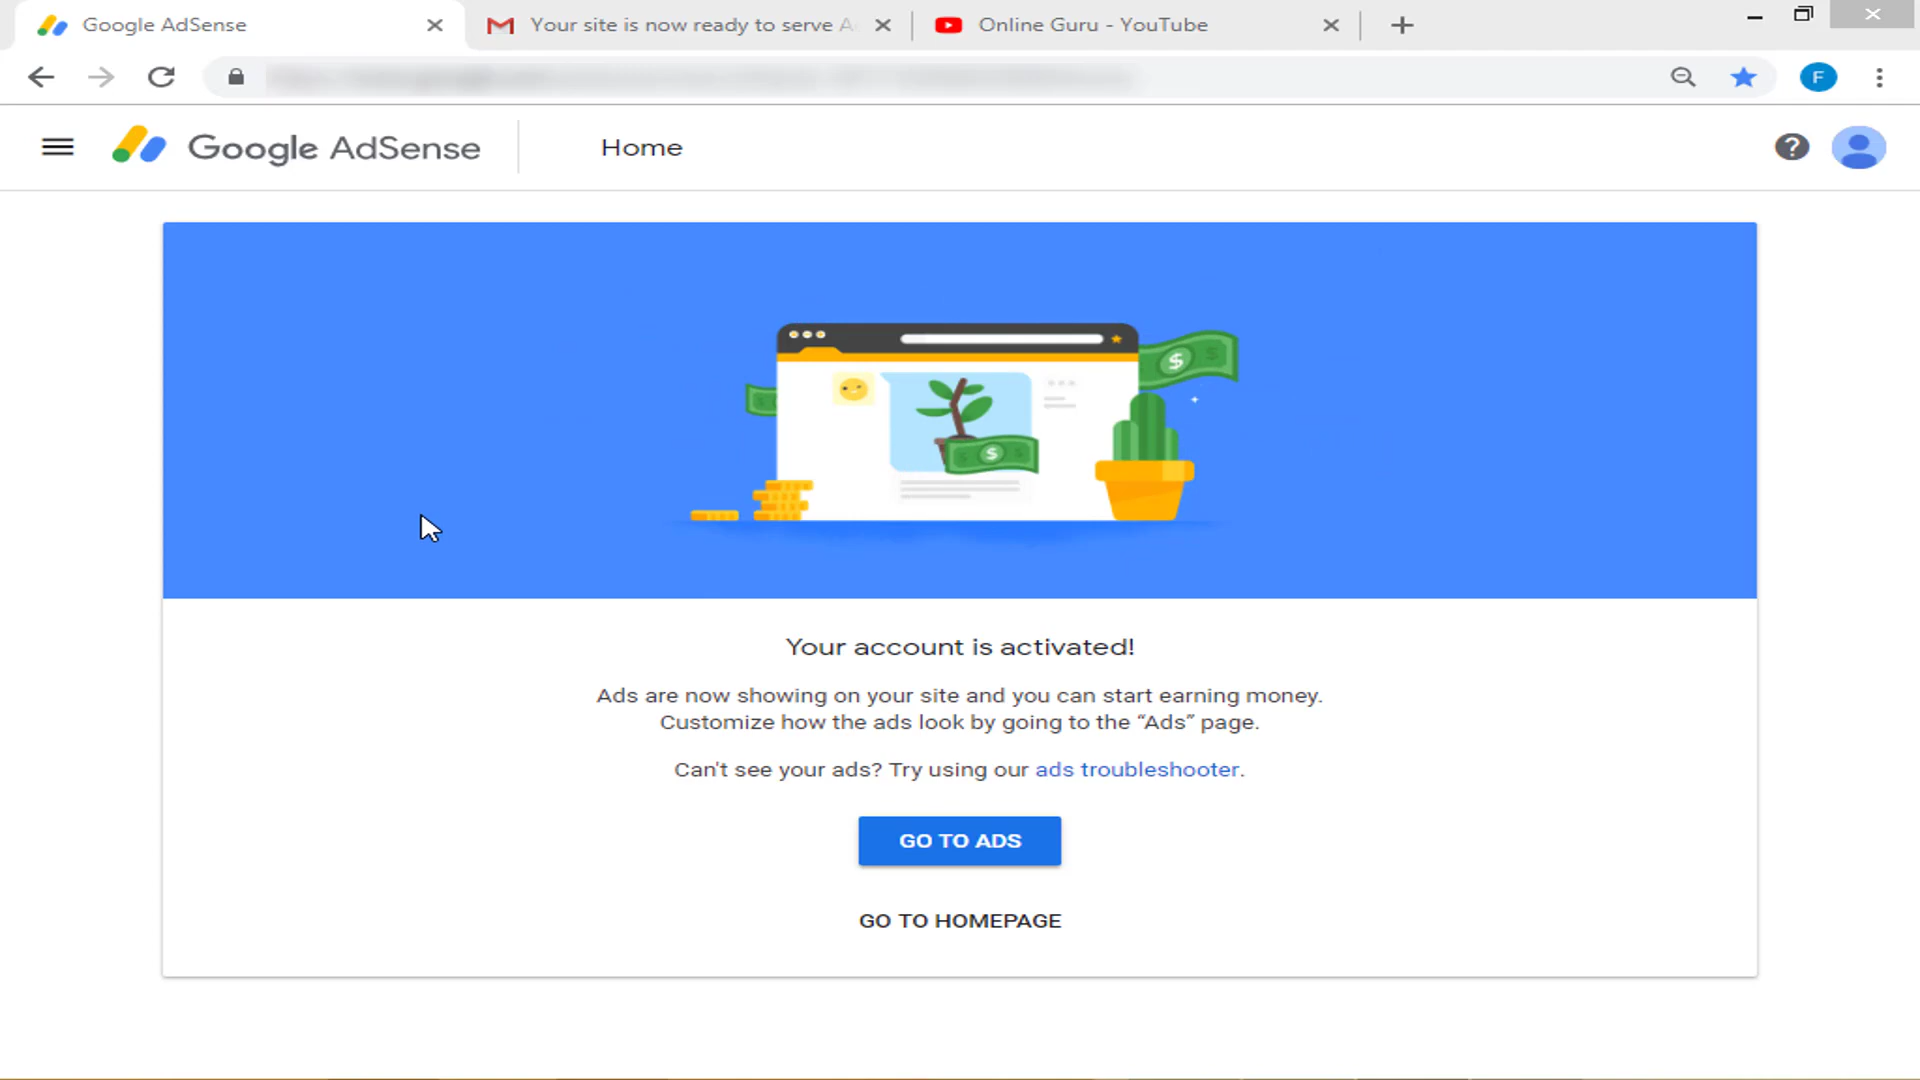 Google AdSense
Your site is now ready to serve A
Online Guru - YouTube
F
Google AdSense
Home
?
$ $
$
Your account is activated!
Ads are now showing on your site and you can start earning money.
Customize how the ads look by going to the “Ads” page.
Can't see your ads? Try using our ads troubleshooter.
GO TO ADS
GO TO HOMEPAGE